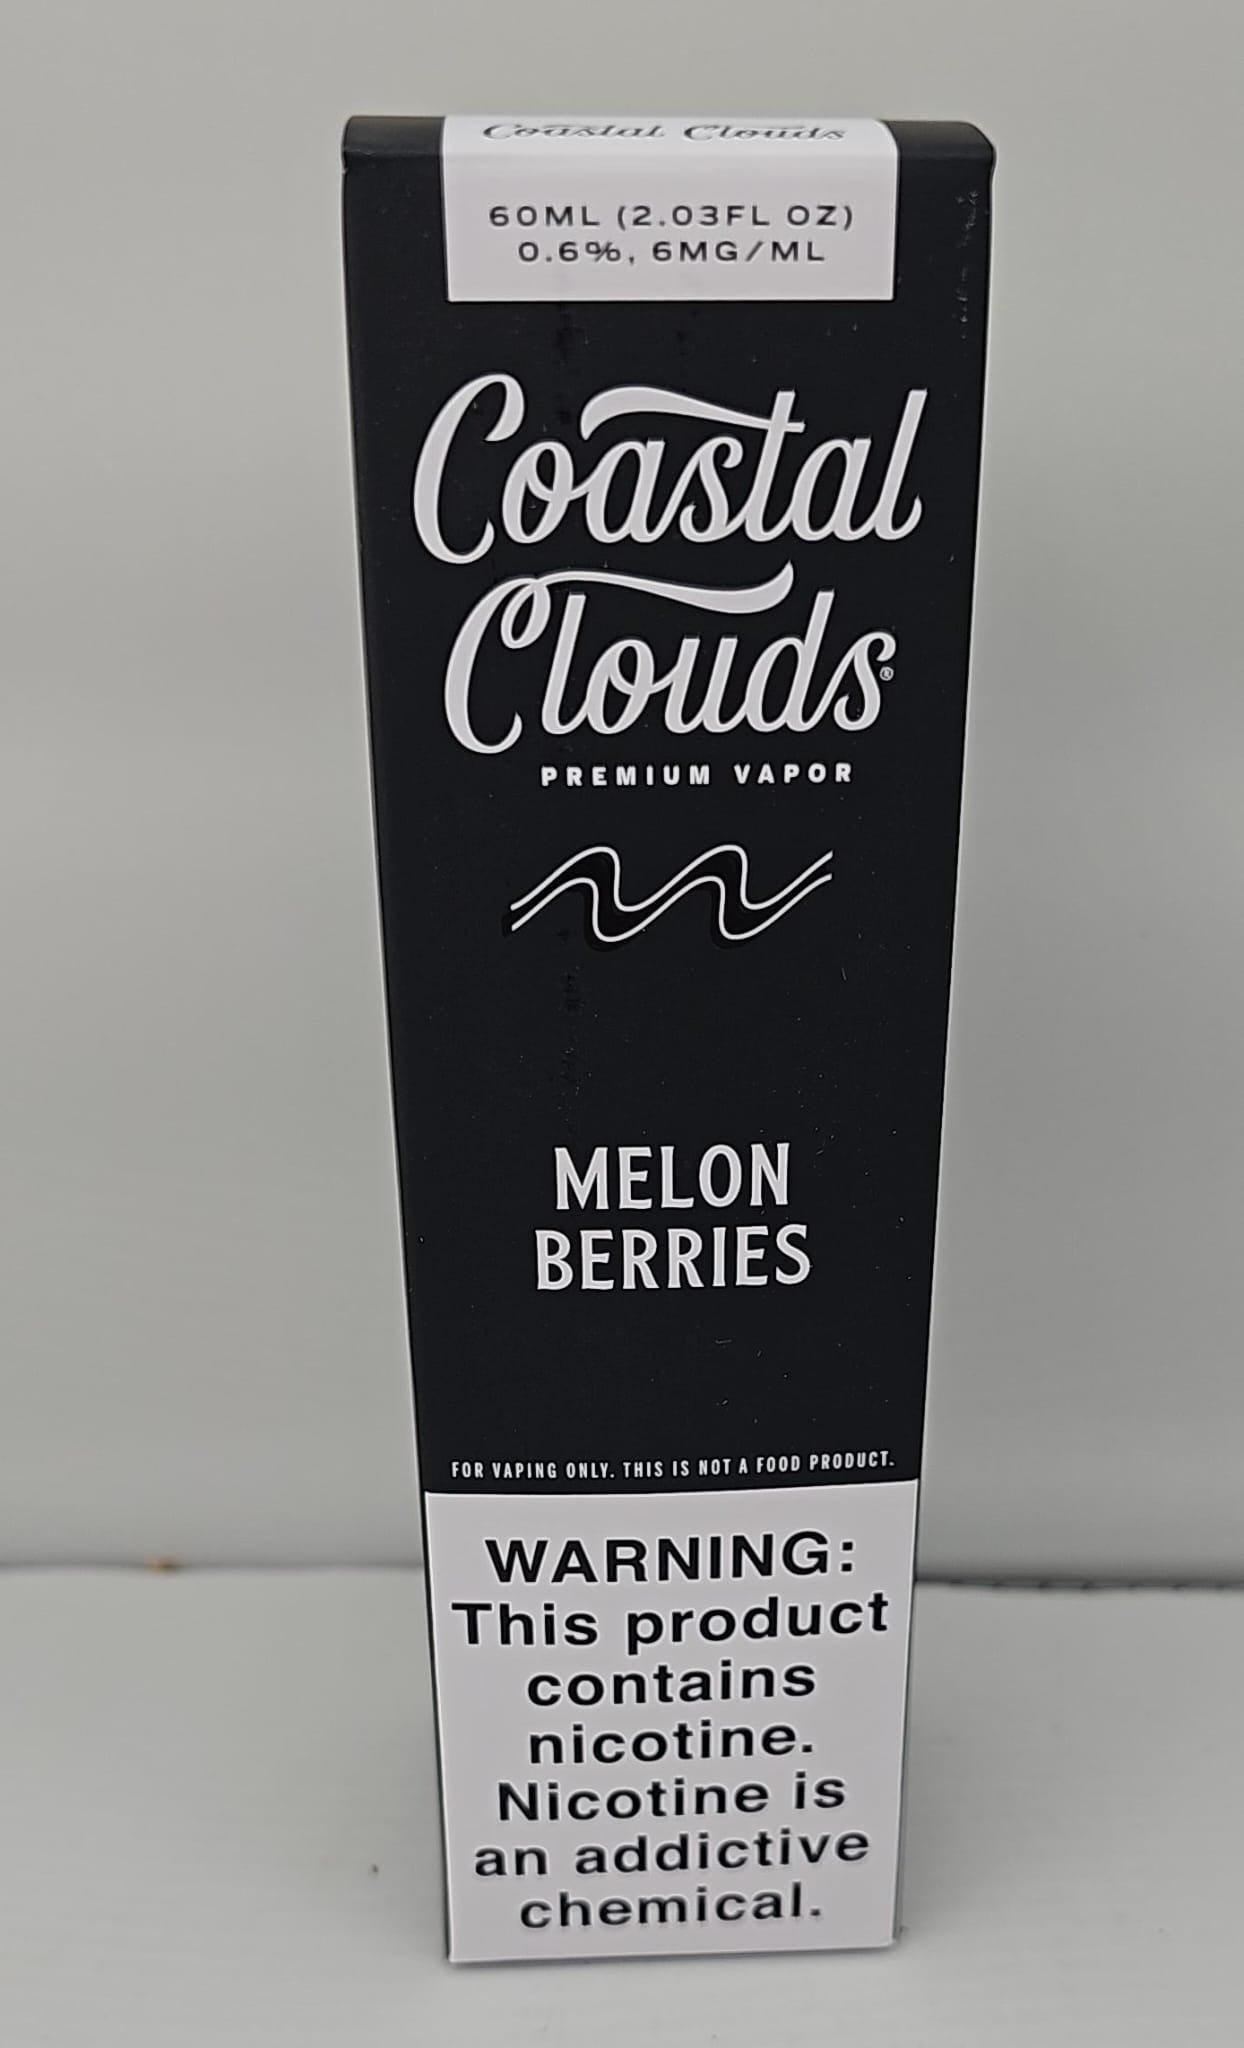 Coastal Clouds
60ML (2.03FL OZ)
0.6%, 6MG/ML
Coastal
Clouds®
PREMIUM VAPOR
MELON
BERRIES
FOR VAPING ONLY. THIS IS NOT A FOOD PRODUCT.
WARNING:
This product
contains
nicotine.
Nicotine is
an addictive
chemical.